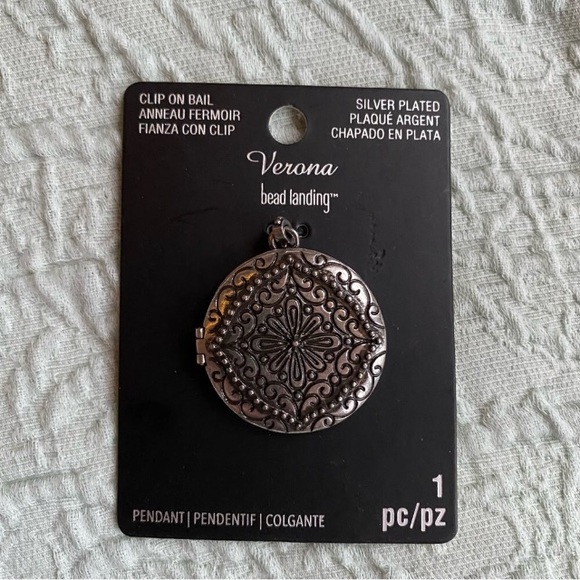 CLIP ON BAIL
ANNEAU FERMOIR
FIANZA CON CLIP
SILVER PLATED
PLAQUÉ ARGENT
CHAPADO EN PLATA
Verona
bead landing™
1
pc/pz
PENDANT | PENDENTIF | COLGANTE